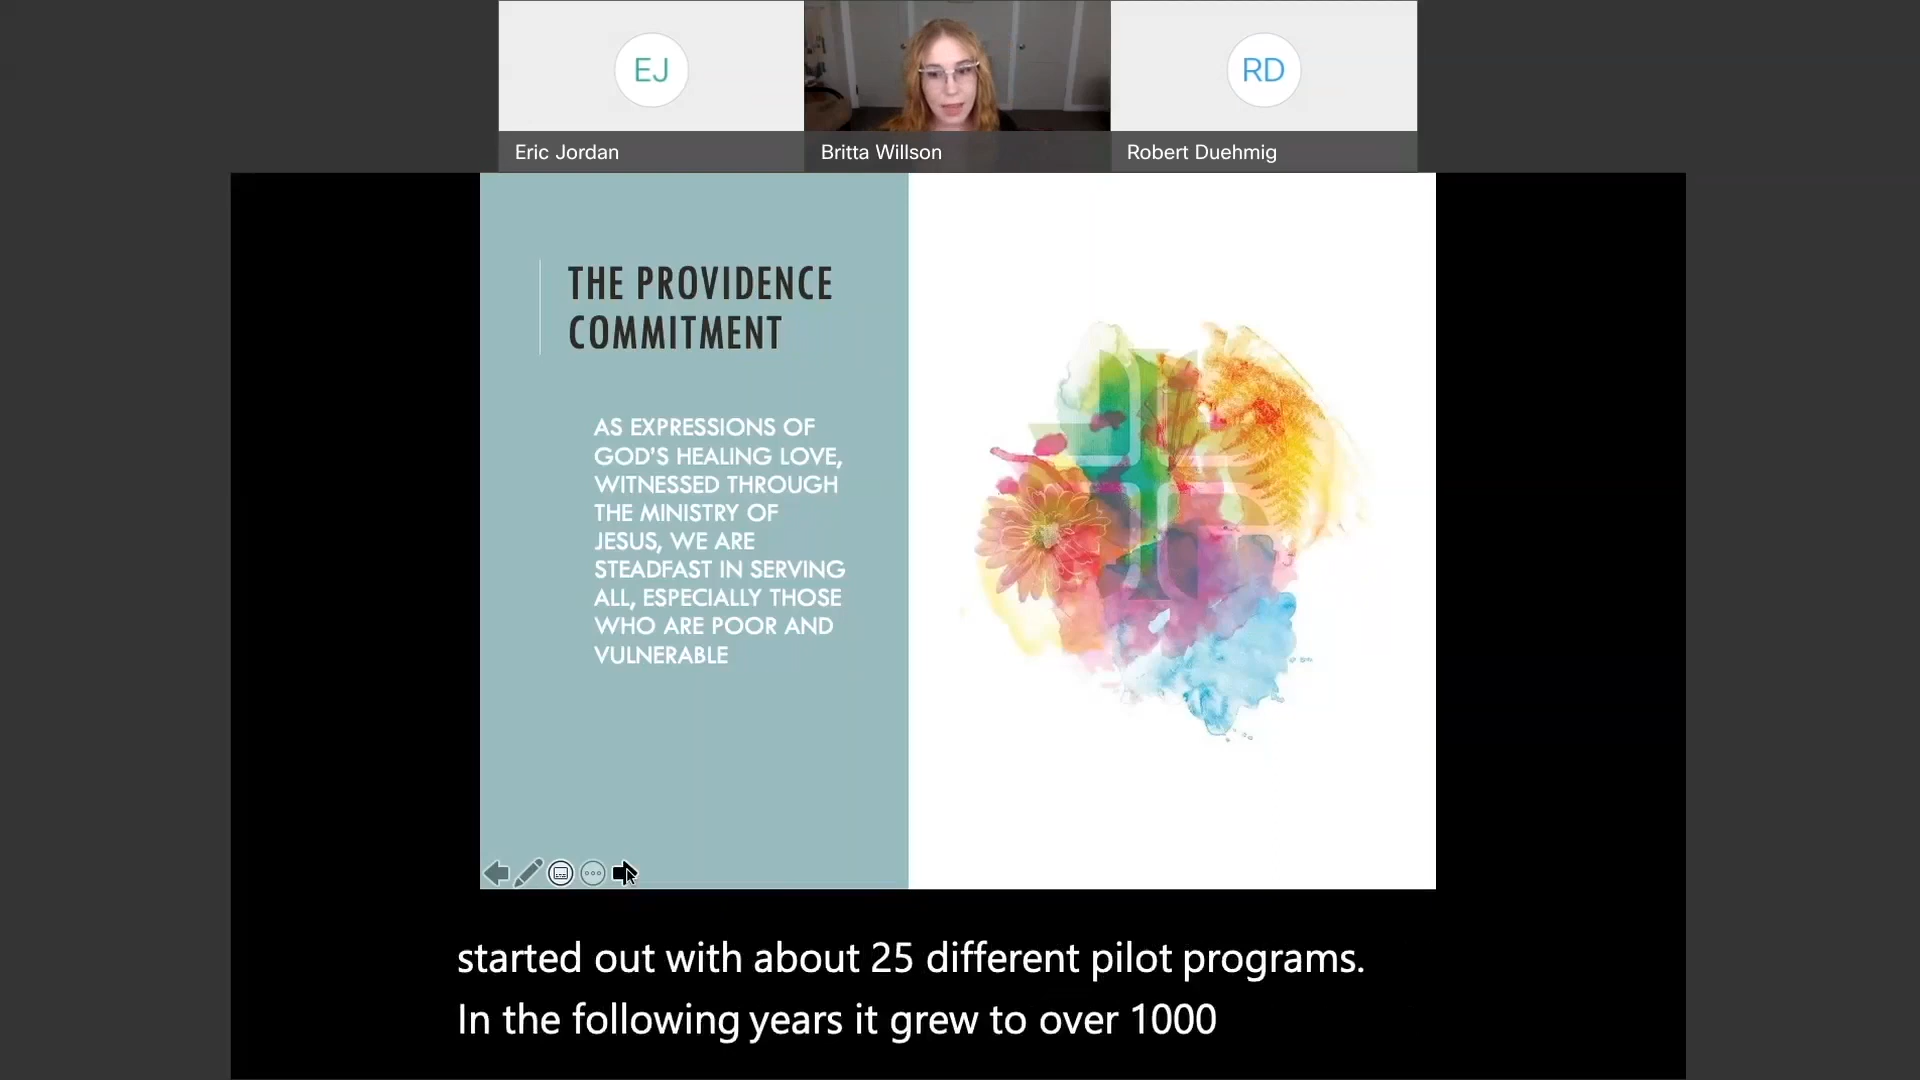 EJ
RD
Eric Jordan
Britta Willson
Robert Duehmig
THE PROVIDENCE
COMMITMENT
AS EXPRESSIONS OF
GOD'S HEALING LOVE,
WITNESSED THROUGH
THE MINISTRY OF
JESUS, WE ARE
STEADFAST IN SERVING
ALL, ESPECIALLY THOSE
WHO ARE POOR AND
VULNERABLE
started out with about 25 different pilot programs.
In the following years it grew to over 1000